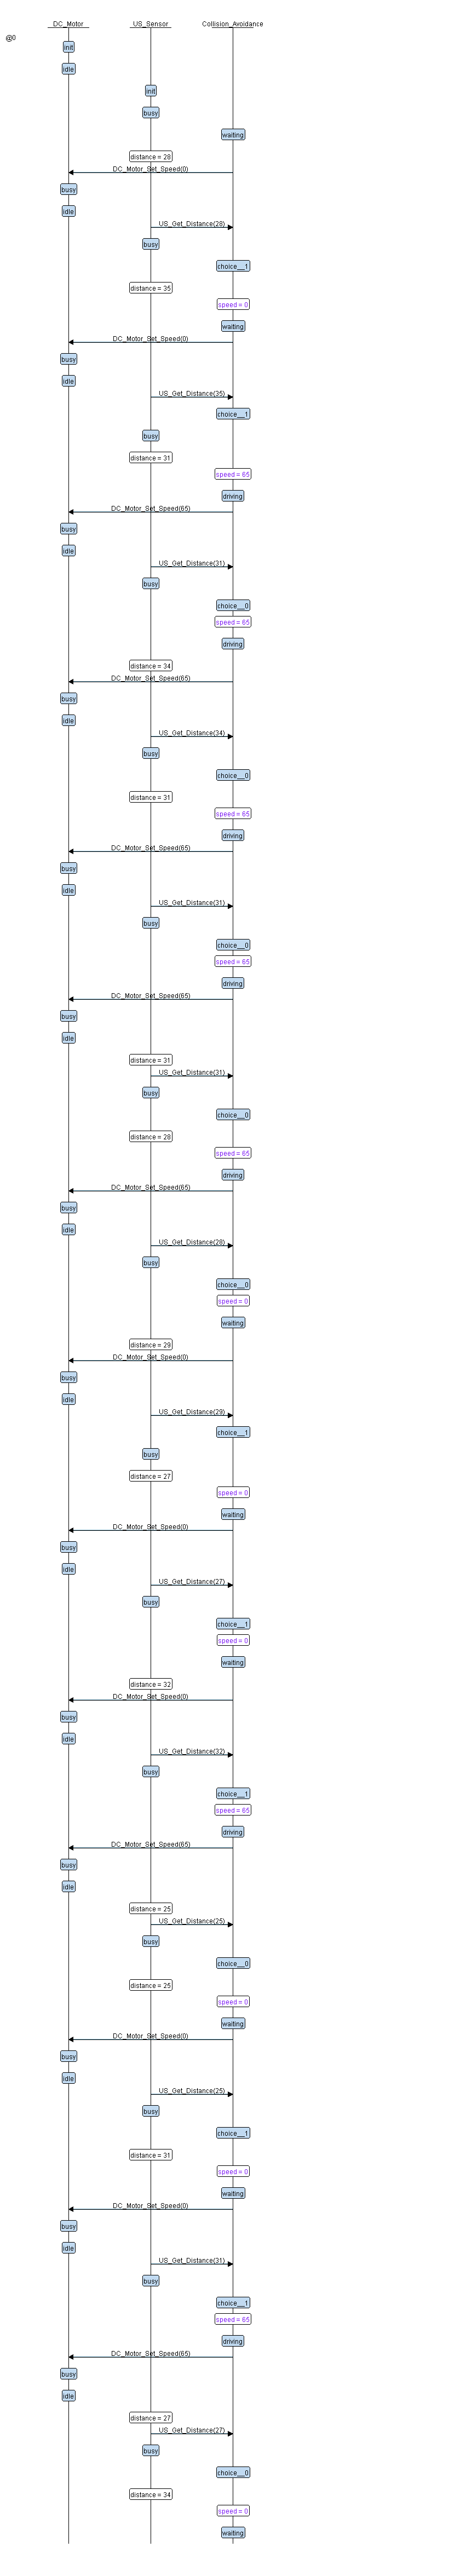 DC_Motor US_Sensor Collision_Avoidance
@0
init
idle
init
busy
waiting
distance = 28
DC_Motor_Set_Speed(0)
busy
idle
US_Get_Distance(28)
busy
choice__1
distance = 35
speed = 0
waiting
DC_Motor_Set_Speed(0)
busy
idle
US_Get_Distance(35)
choice__1
busy
distance = 31
speed = 65
driving
DC_Motor_Set_Speed(65)
busy
idle
US_Get_Distance(31)
busy
choice__0
speed = 65
driving
distance = 34
DC_Motor_Set_Speed(65)
busy
idle
US_Get_Distance(34)
busy
choice__0
distance = 31
speed = 65
driving
DC_Motor_Set_Speed(65)
busy
idle
US_Get_Distance(31)
busy
choice__0
speed = 65
driving
DC_Motor_Set_Speed(65)
busy
idle
distance = 31
US_Get_Distance(31)
busy
choice__0
distance = 28
speed = 65
driving
DC_Motor_Set_Speed(65)
busy
idle
US_Get_Distance(28)
busy
choice__0
speed = 0
waiting
distance = 29
DC_Motor_Set_Speed(0)
busy
idle
US_Get_Distance(29)
choice__1
busy
distance = 27
speed = 0
waiting
DC_Motor_Set_Speed(0)
busy
idle
US_Get_Distance(27)
busy
choice__1
speed = 0
waiting
distance = 32
DC_Motor_Set_Speed(0)
busy
idle
US_Get_Distance(32)
busy
choice__1
speed = 65
driving
DC_Motor_Set_Speed(65)
busy
idle
distance = 25
US_Get_Distance(25)
busy
choice__0
distance = 25
speed = 0
waiting
DC_Motor_Set_Speed(0)
busy
idle
US_Get_Distance(25)
busy
choice__1
distance = 31
speed = 0
waiting
DC_Motor_Set_Speed(0)
busy
idle
US_Get_Distance(31)
busy
choice__1
speed = 65
driving
DC_Motor_Set_Speed(65)
busy
idle
distance = 27
US_Get_Distance(27)
busy
choice__0
distance = 34
speed = 0
waiting